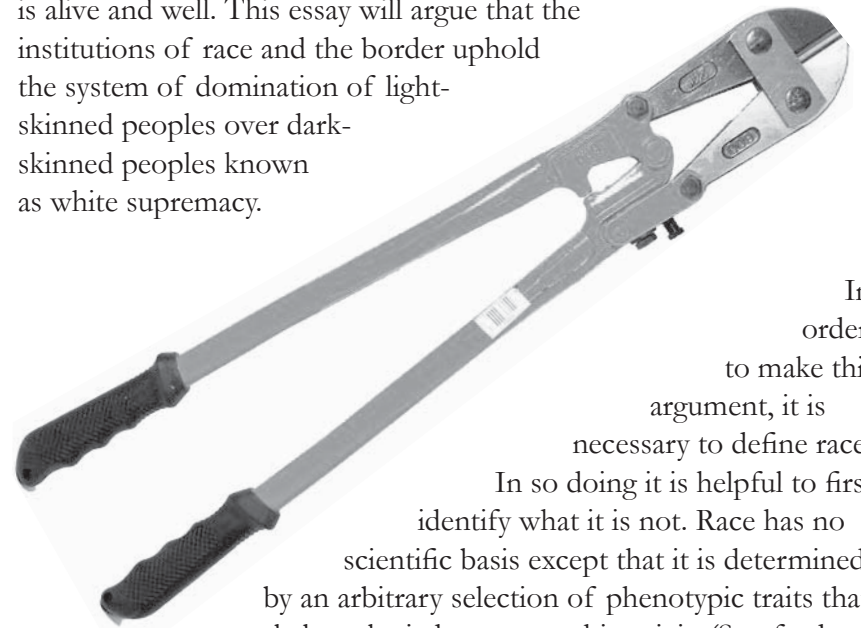 is alive and well. This essay will argue that the
institutions of race and the border uphold
the system of domination of light-
skinned peoples over dark-
skinned peoples known
as white supremacy.
In
order
to make thi
argument, it is
necessary to define race
In so doing it is helpful to firs
identify what it is not. Race has no
scientific basis except that it is determined
by an arbitrary selection of phenotypic traits tha